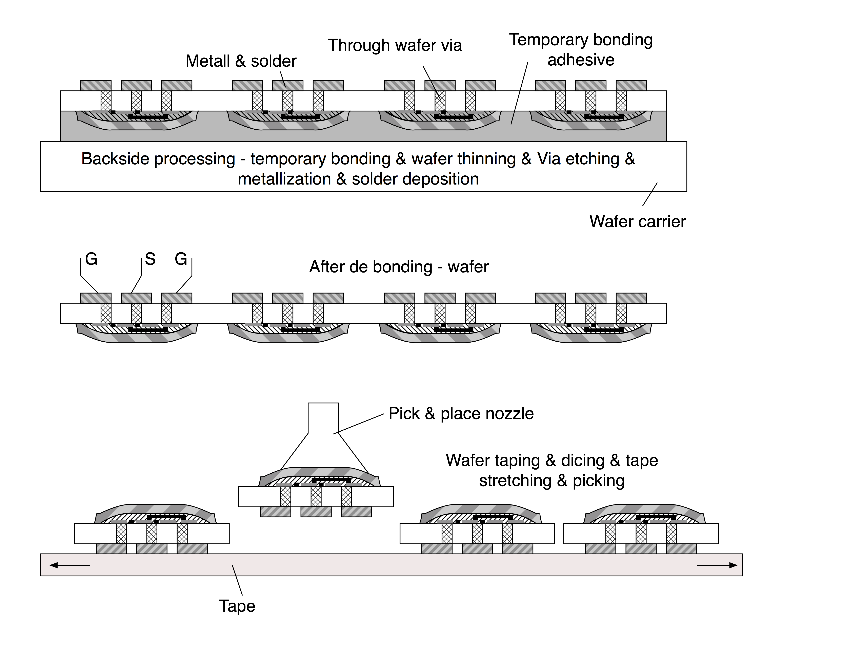 Through wafer via
Temporary bonding
adhesive
Metall & solder
Backside processing - temporary bonding & wafer thinning & Via etching &
metallization & solder deposition
Wafer carrier
G S G
After de bonding - wafer
Pick & place nozzle
Wafer taping & dicing & tape
stretching & picking
Tape